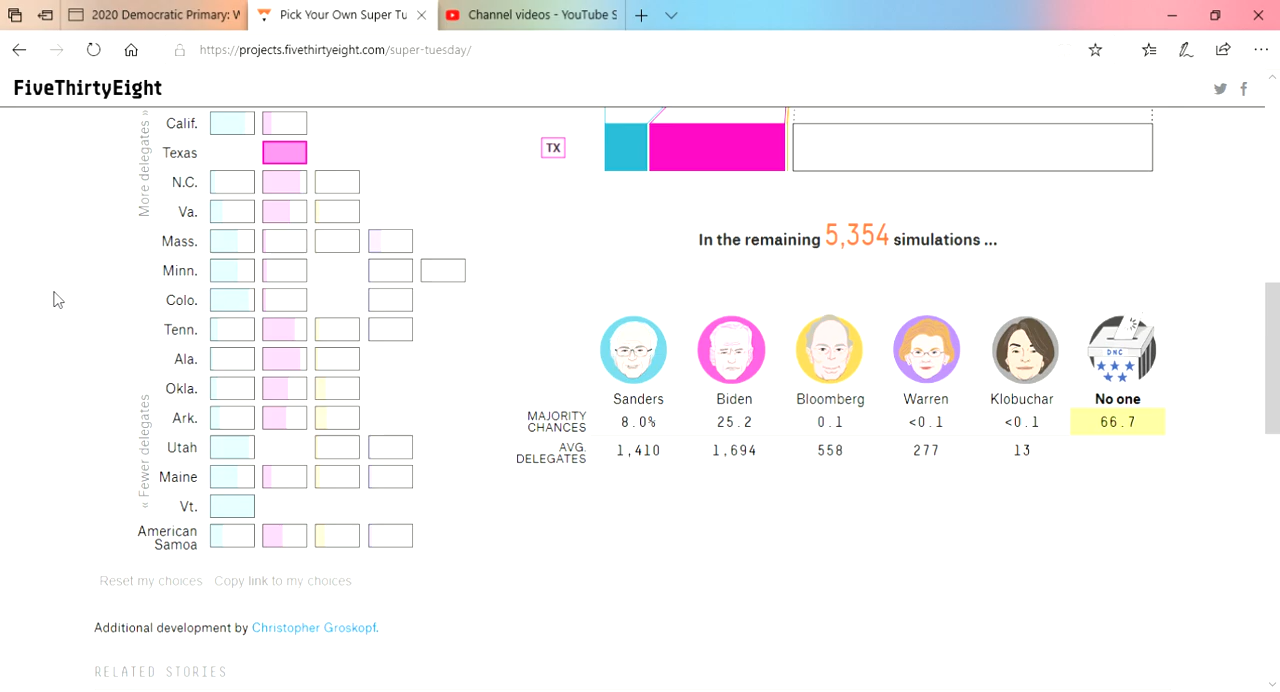 2020 Democratic Primary: W
Pick Your Own Super Tu
Channel videos - YouTube S
https://projects.fivethirtyeight.com/super-tuesday/
FiveThirtyEight
More delegates »
« Fewer delegates
Calif.
Texas
N.C.
Va.
Mass.
Minn.
Colo.
Tenn.
Ala.
Okla.
Ark.
Utah
Maine
Vt.
American
Samoa
Reset my choices Copy link to my choices
Additional development by Christopher Groskopf.
RELATED STORIES
TX
In the remaining 5,354 simulations ...
DNC
Sanders Biden Bloomberg Warren Klobuchar No one
MAJORITY
CHANCES
8.0% 25.2 0.1 <0.1 <0.1 66.7
AVG.
DELEGATES
1,410 1,694 558 277 13